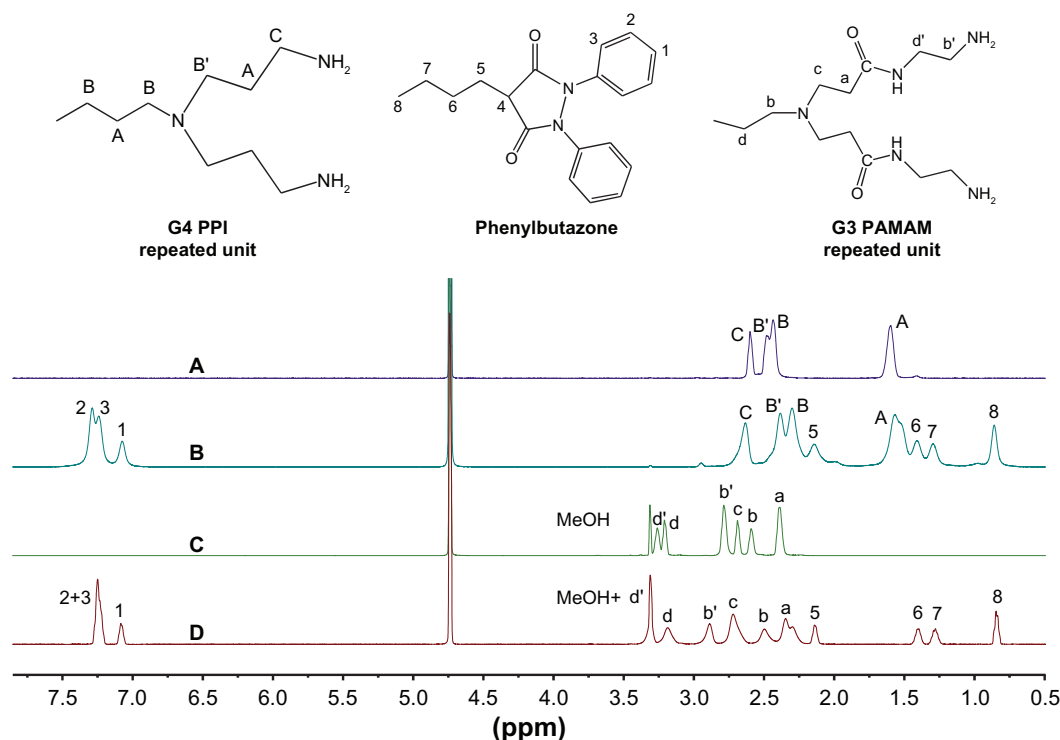 C
NH₂
B'
A
B
B
N
A
NH₂
G4 PPI
repeated unit
O
2
3
1
7
5
N
8
6
4
N
O
Phenylbutazone
O
d'
NH₂
b'
C
N
H
c
a
b
N
d
H
C
N
O
NH₂
G3 PAMAM
repeated unit
C B' B A
A
2 3 1 C B' B 5 A 6 7 8
B
MeOH d' d b' c b a
C
2+3 1 d' MeOH+ d b' c b a 5 6 7 8
D
7.5 7.0 6.5 6.0 5.5 5.0 4.5 4.0 3.5 3.0 2.5 2.0 1.5 1.0 0.5
(ppm)